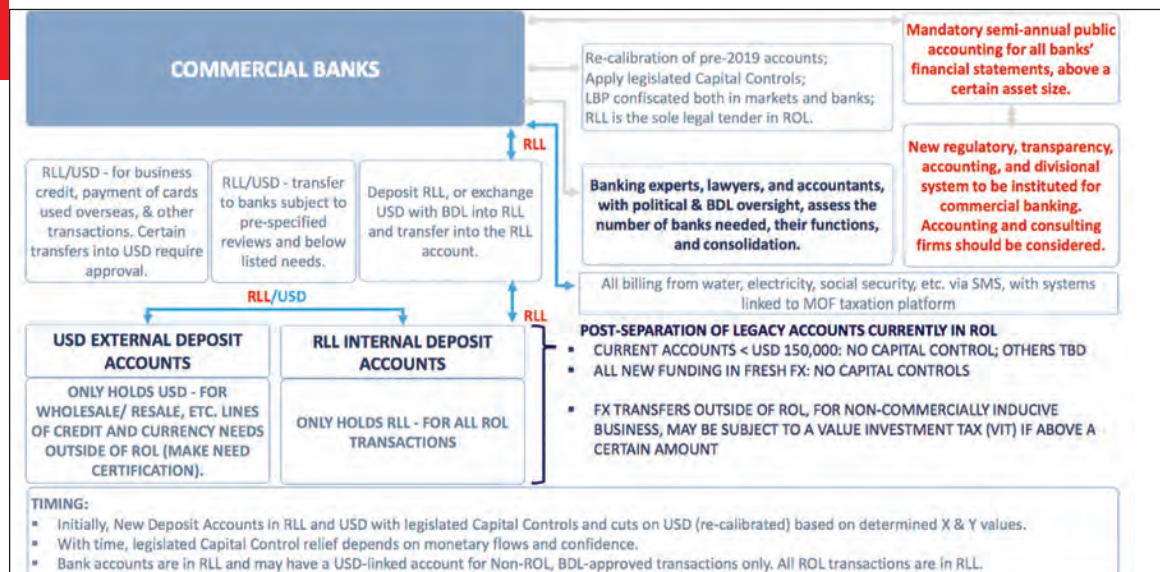 COMMERCIAL BANKS
Re-calibration of pre-2019 accounts;
Apply legislated Capital Controls;
LBP confiscated both in markets and banks;
RLL is the sole legal tender in ROL.
Mandatory semi-annual public
accounting for all banks'
financial statements, above a
certain asset size.
RLL
RLL/USD - for business
credit, payment of cards
used overseas, & other
transactions. Certain
transfers into USD require
approval.
RLL/USD - transfer
to banks subject to
pre-specified
reviews and below
listed needs.
Deposit RLL, or exchange
USD with BDL into RLL
and transfer into the RLL
account.
Banking experts, lawyers, and accountants,
with political & BDL oversight, assess the
number of banks needed, their functions,
and consolidation.
New regulatory, transparency,
accounting, and divisional
system to be instituted for
commercial banking.
Accounting and consulting
firms should be considered.
All billing from water, electricity, social security, etc. via SMS, with systems
linked to MOF taxation platform
RLL/USD
RLL
USD EXTERNAL DEPOSIT
ACCOUNTS
ONLY HOLDS USD - FOR
WHOLESALE/ RESALE, ETC. LINES
OF CREDIT AND CURRENCY NEEDS
OUTSIDE OF ROL (MAKE NEED
CERTIFICATION).
RLL INTERNAL DEPOSIT
ACCOUNTS
ONLY HOLDS RLL - FOR ALL ROL
TRANSACTIONS
POST-SEPARATION OF LEGACY ACCOUNTS CURRENTLY IN ROL
▪ CURRENT ACCOUNTS < USD 150,000: NO CAPITAL CONTROL; OTHERS TBD
▪ ALL NEW FUNDING IN FRESH FX: NO CAPITAL CONTROLS
▪ FX TRANSFERS OUTSIDE OF ROL, FOR NON-COMMERCIALLY INDUCIVE
BUSINESS, MAY BE SUBJECT TO A VALUE INVESTMENT TAX (VIT) IF ABOVE A
CERTAIN AMOUNT
TIMING:
▪ Initially, New Deposit Accounts in RLL and USD with legislated Capital Controls and cuts on USD (re-calibrated) based on determined X & Y values.
▪ With time, legislated Capital Control relief depends on monetary flows and confidence.
▪ Bank accounts are in RLL and may have a USD-linked account for Non-ROL, BDL-approved transactions only. All ROL transactions are in RLL.